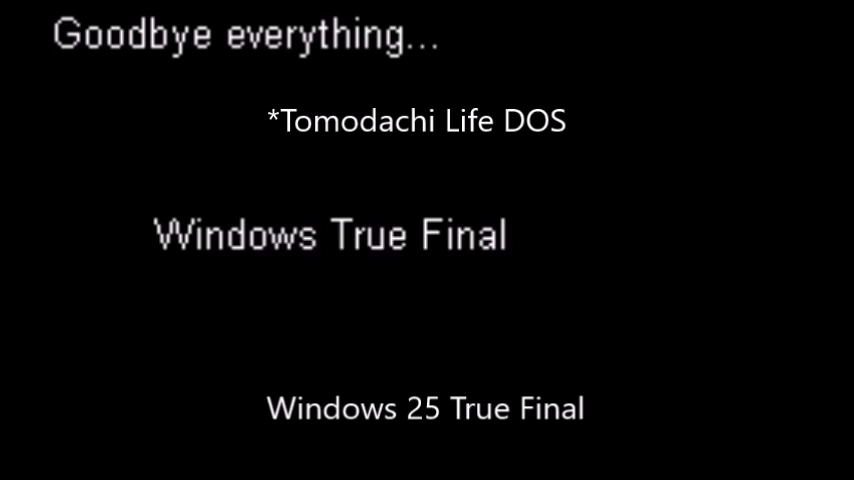 Goodbye everything...
*Tomodachi Life DOS
Windows True Final
Windows 25 True Final